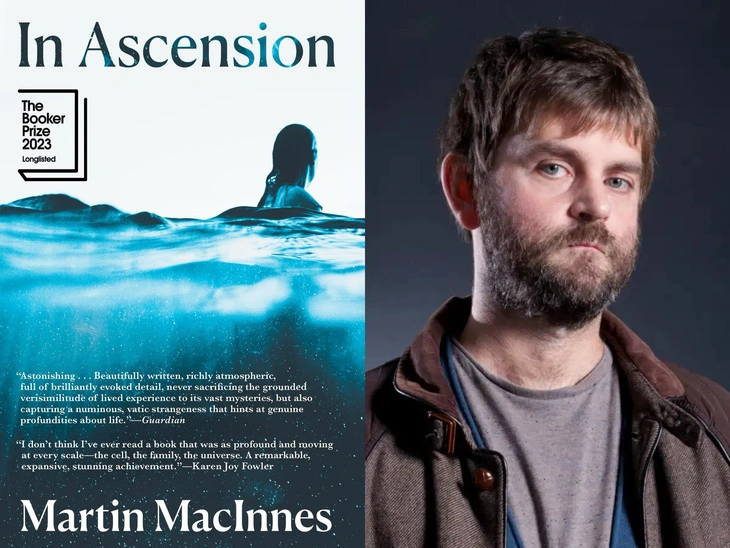 In Ascension
The
Booker
Prize
2023
Longlisted
“Astonishing . . . Beautifully written, richly atmospheric,
full of brilliantly evoked detail, never sacrificing the grounded
verisimilitude of lived experience to its vast mysteries, but also
capturing a numinous, vatic strangeness that hints at genuine
profundities about life.”—Guardian
“I don’t think I’ve ever read a book that was as profound and moving
at every scale—the cell, the family, the universe. A remarkable,
expansive, stunning achievement.”—Karen Joy Fowler
Martin MacInnes